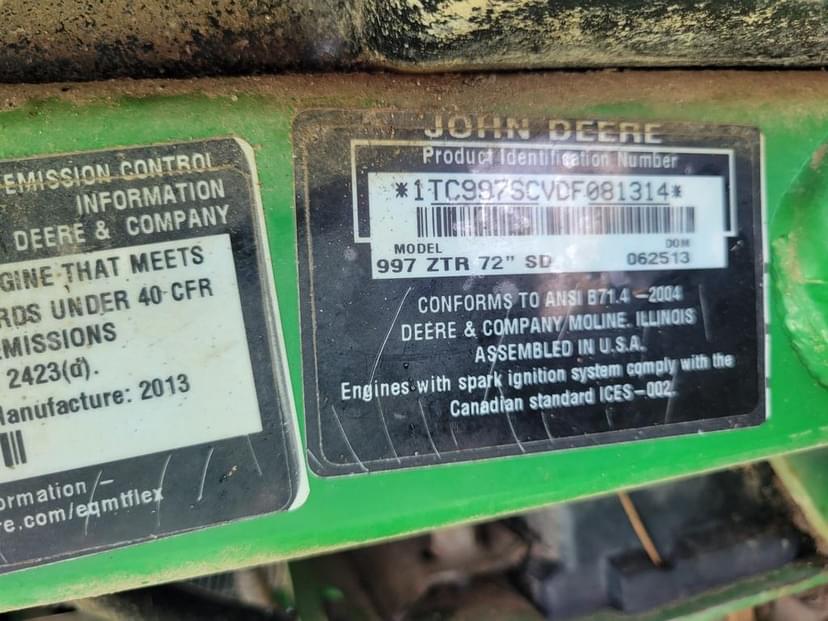 EMISSION CONTROL
INFORMATION
DEERE & COMPANY
GINE THAT MEETS
RDS UNDER 40 CFR
EMISSIONS
2423(d).
Manufacture: 2013
ormation -
re.com/eqmtflex
JOHN DEERE
Product Identification Number
*1TC997SCVDF081314*
MODEL DOM
997 ZTR 72" SD 062513
CONFORMS TO ANSI B71.4-2004
DEERE & COMPANY MOLINE, ILLINOIS
ASSEMBLED IN U.S.A.
Engines with spark ignition system comply with the
Canadian standard ICES-002.